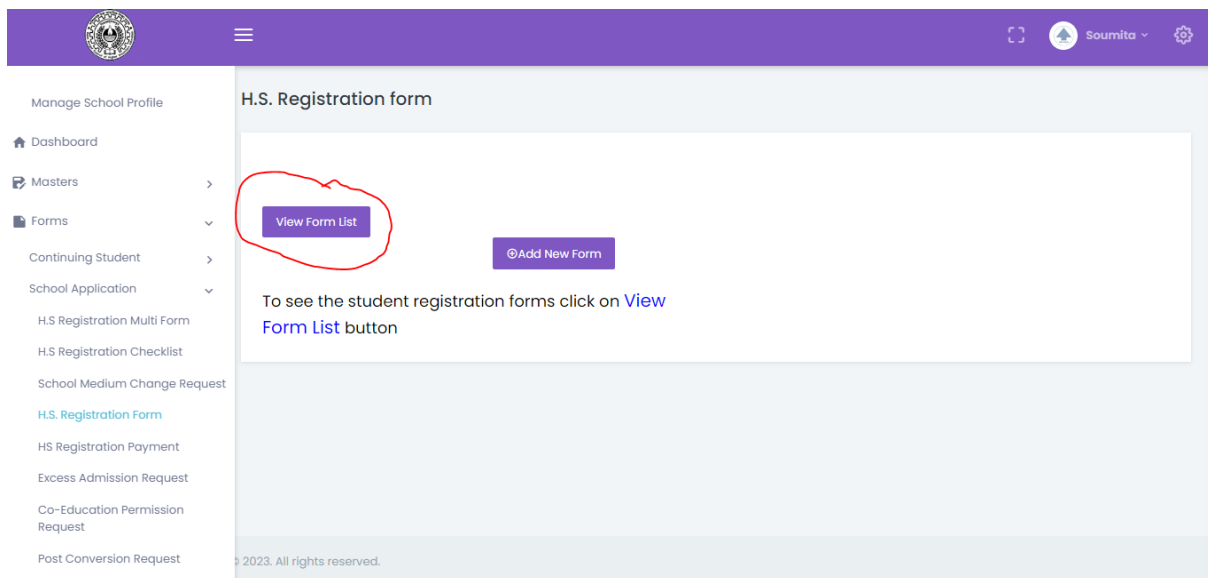 Soumita
Manage School Profile
Dashboard
Masters
Forms
Continuing Student
School Application
H.S Registration Multi Form
H.S Registration Checklist
School Medium Change Request
H.S. Registration Form
HS Registration Payment
Excess Admission Request
Co-Education Permission
Request
Post Conversion Request
H.S. Registration form
View Form List
⊕Add New Form
To see the student registration forms click on View
Form List button
© 2023. All rights reserved.